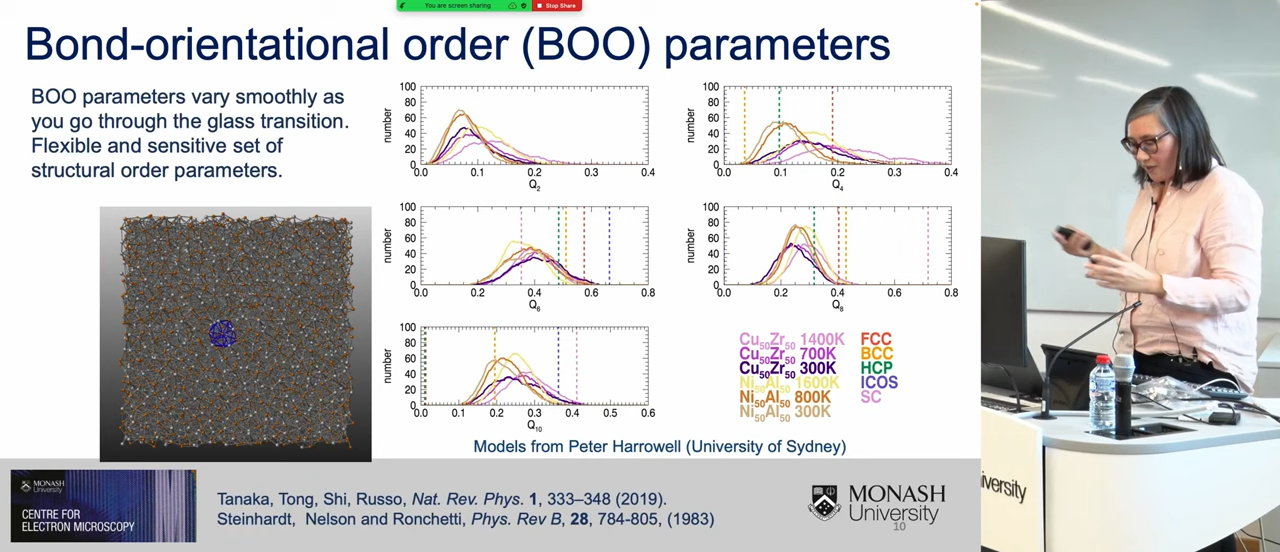 You are screen sharing
Stop Share
Bond-orientational order (BOO) parameters
BOO parameters vary smoothly as
you go through the glass transition.
Flexible and sensitive set of
structural order parameters.
number
100
80
60
40
20
0
0.0 0.1 0.2 0.3 0.4
Q2
number
100
80
60
40
20
0
0.0 0.1 0.2 0.3 0.4
Q4
number
100
80
60
40
20
0
0.0 0.2 0.4 0.6 0.8
Q6
number
100
80
60
40
20
0
0.0 0.2 0.4 0.6 0.8
Q8
number
100
80
60
40
20
0
0.0 0.1 0.2 0.3 0.4 0.5 0.6
Q10
Cu50Zr50 1400K FCC
Cu50Zr50 700K BCC
Cu50Zr50 300K HCP
Ni50Al50 1600K ICOS
Ni50Al50 800K SC
Ni50Al50 300K
Models from Peter Harrowell (University of Sydney)
MONASH
University
CENTRE FOR
ELECTRON MICROSCOPY
Tanaka, Tong, Shi, Russo, Nat. Rev. Phys. 1, 333–348 (2019).
Steinhardt, Nelson and Ronchetti, Phys. Rev B, 28, 784-805, (1983)
MONASH
University
10
iversity